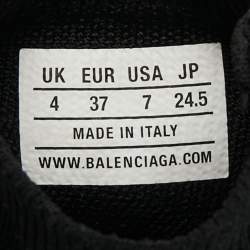 UK EUR USA JP
4 37 7 24.5
MADE IN ITALY
WWW.BALENCIAGA.COM